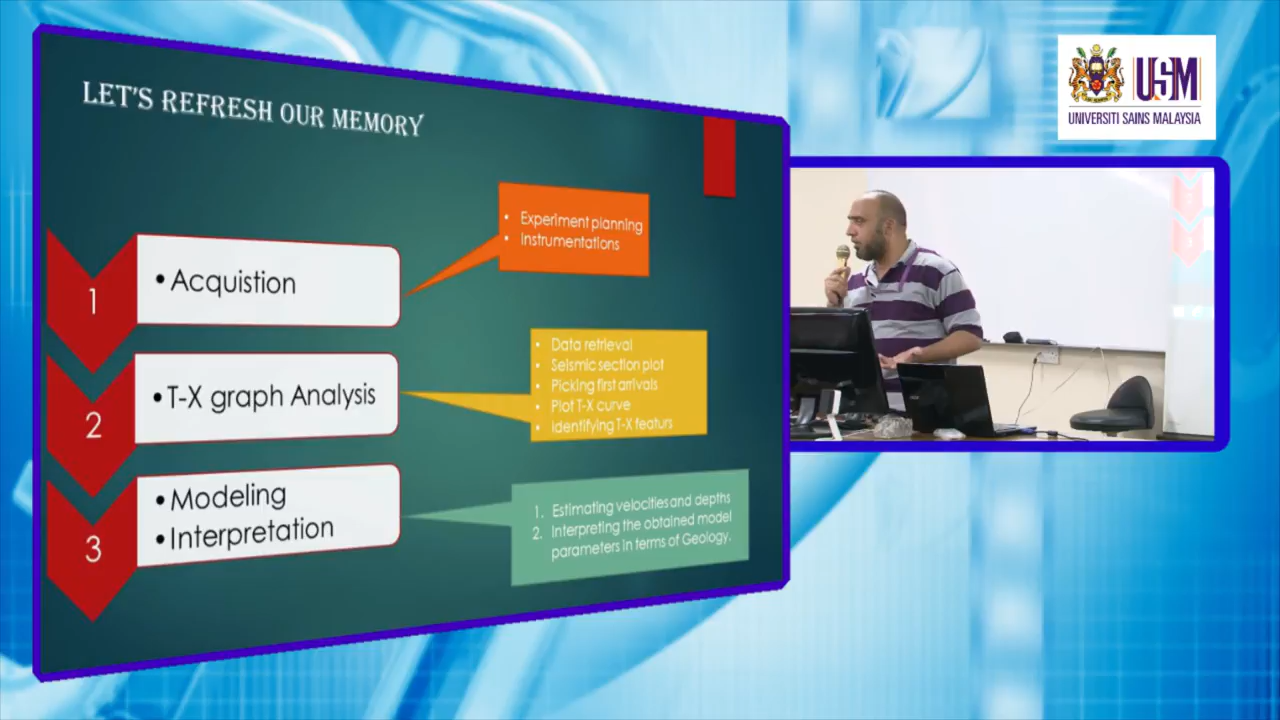 LET'S REFRESH OUR MEMORY
1
•Acquistion
• Experiment planning
• Instrumentations
2
•T-X graph Analysis
• Data retrieval
• Seismic section plot
• Picking first arrivals
• Plot T-X curve
• Identifying T-X featurs
3
•Modeling
•Interpretation
1. Estimating velocities and depths
2. Interpreting the obtained model
parameters in terms of Geology.
USM
UNIVERSITI SAINS MALAYSIA